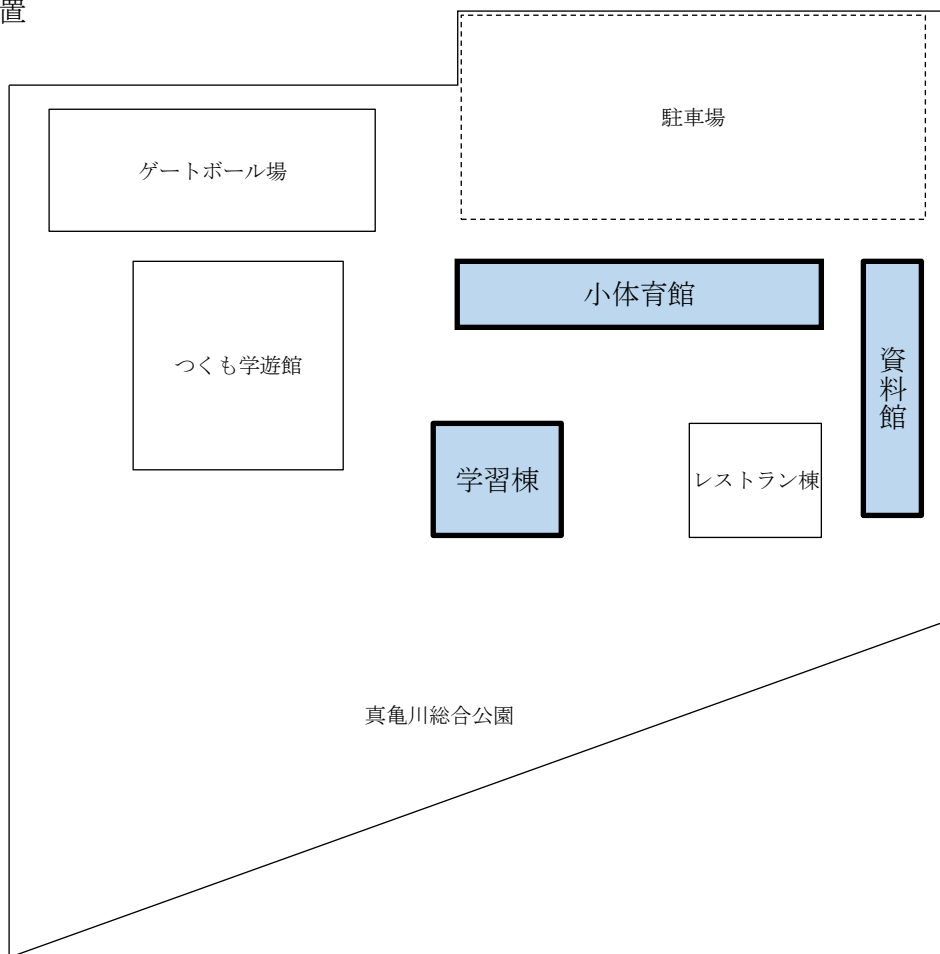 置
駐車場
ゲートボール場
小体育館
つくも学遊館
資料館
学習棟
レストラン棟
真亀川総合公園